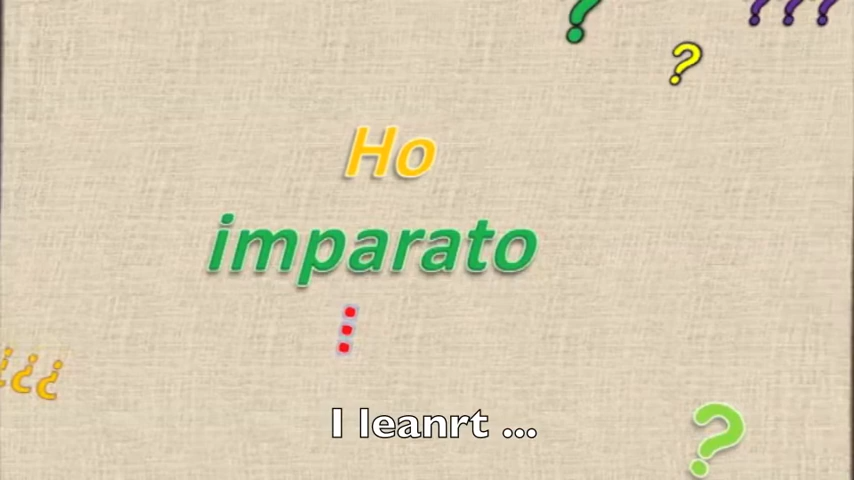 ? ???
?
Ho
imparato
...
¿¿¿
I leanrt ...
?